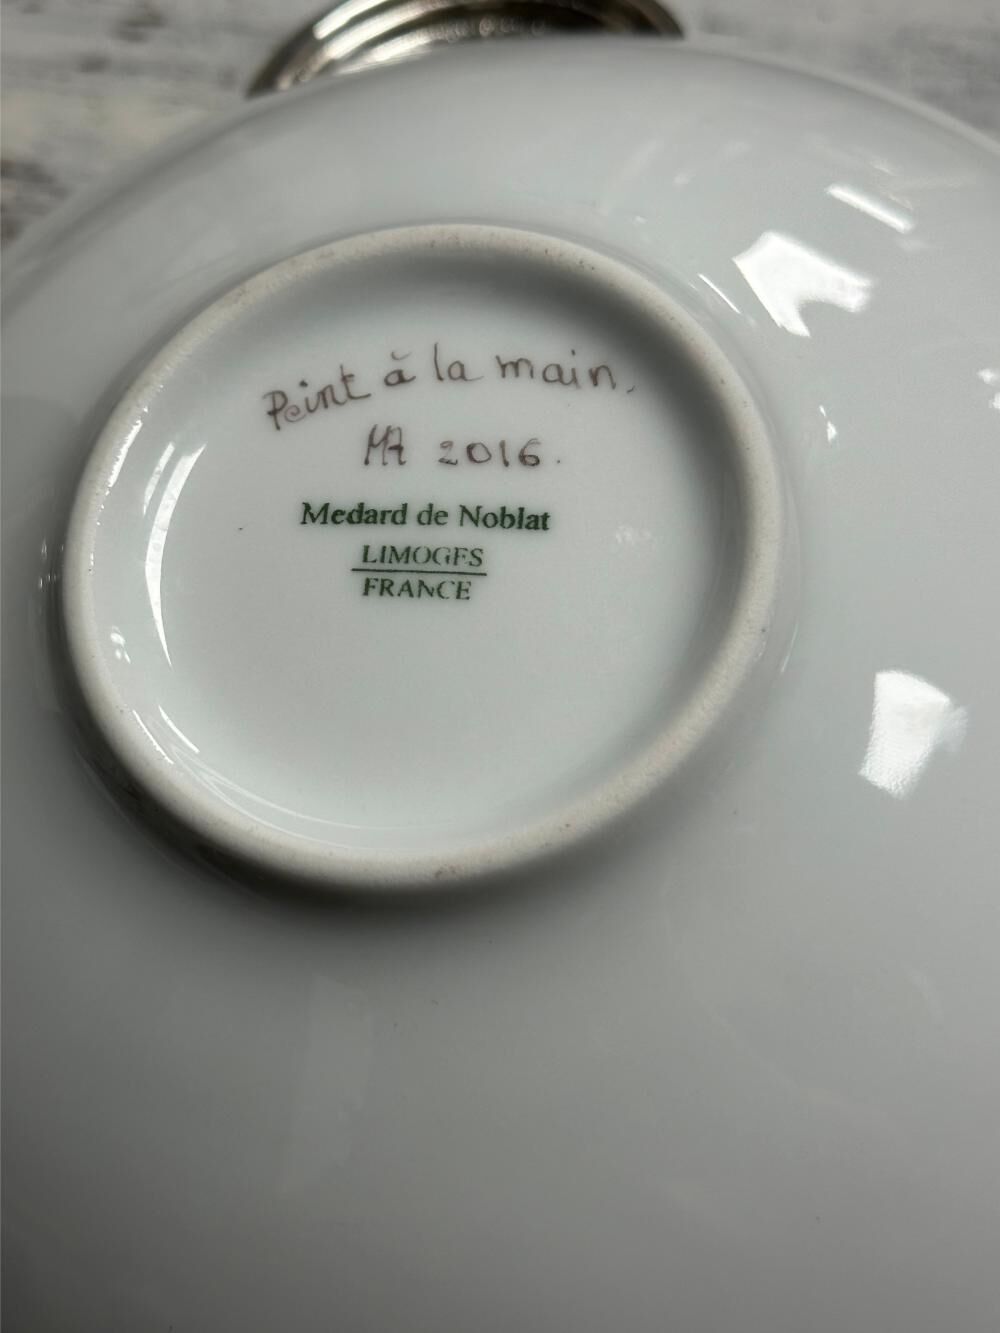 Peint à la main.
MA 2016.
Medard de Noblat
LIMOGES
FRANCE